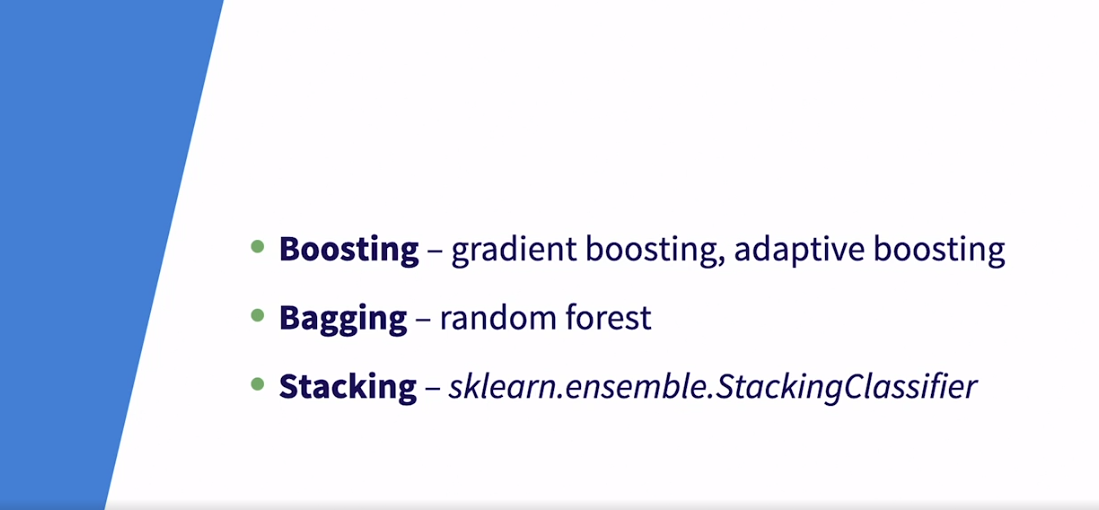 • Boosting – gradient boosting, adaptive boosting
• Bagging – random forest
• Stacking – sklearn.ensemble.StackingClassifier